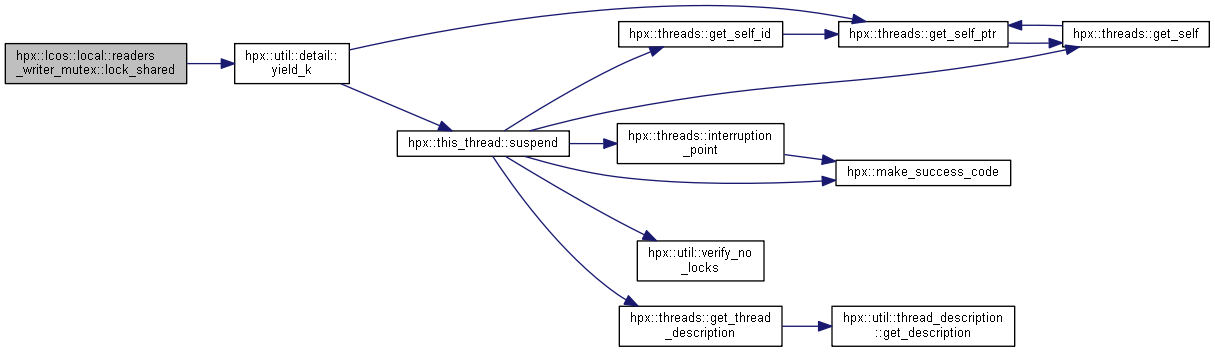 hpx::lcos::local::readers
_writer_mutex::lock_shared
hpx::util::detail::
yield_k
hpx::this_thread::suspend
hpx::threads::get_self_id
hpx::threads::get_self_ptr
hpx::threads::get_self
hpx::threads::interruption
_point
hpx::make_success_code
hpx::util::verify_no
_locks
hpx::threads::get_thread
_description
hpx::util::thread_description
::get_description